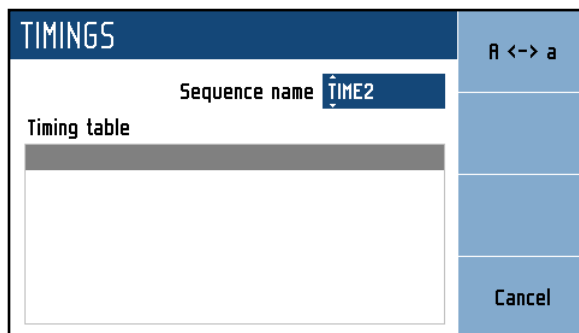 TIMINGS
A <-> a
Sequence name TIME2
Timing table
Cancel